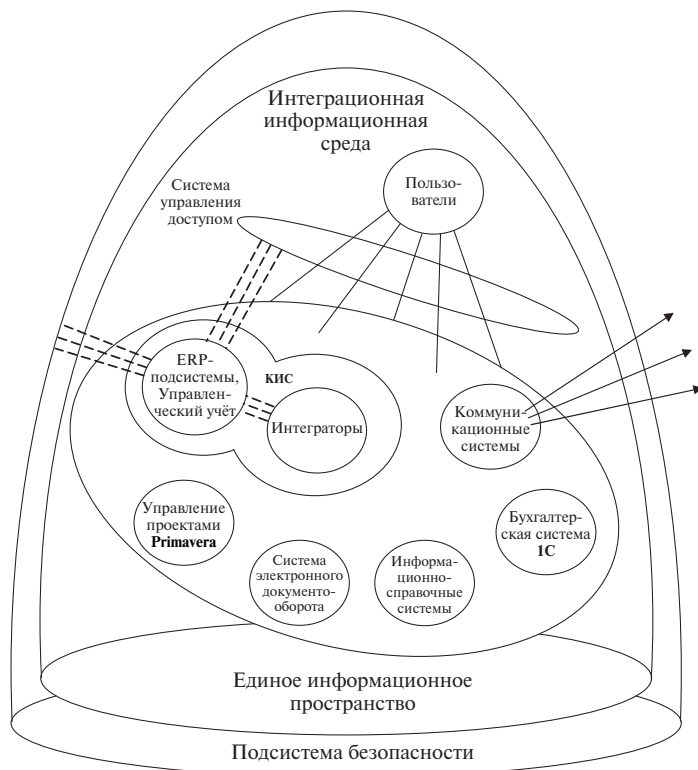 Интеграционная
информационная
среда
Система
управления
доступом
Пользо-
ватели
ERP-
подсистемы,
Управлен-
ческий учёт
КИС
Интеграторы
Коммуни-
кационные
системы
Управление
проектами
Primavera
Система
электронного
документо-
оборота
Информа-
ционно-
справочные
системы
Бухгалтер-
ская система
1С
Единое информационное
пространство
Подсистема безопасности